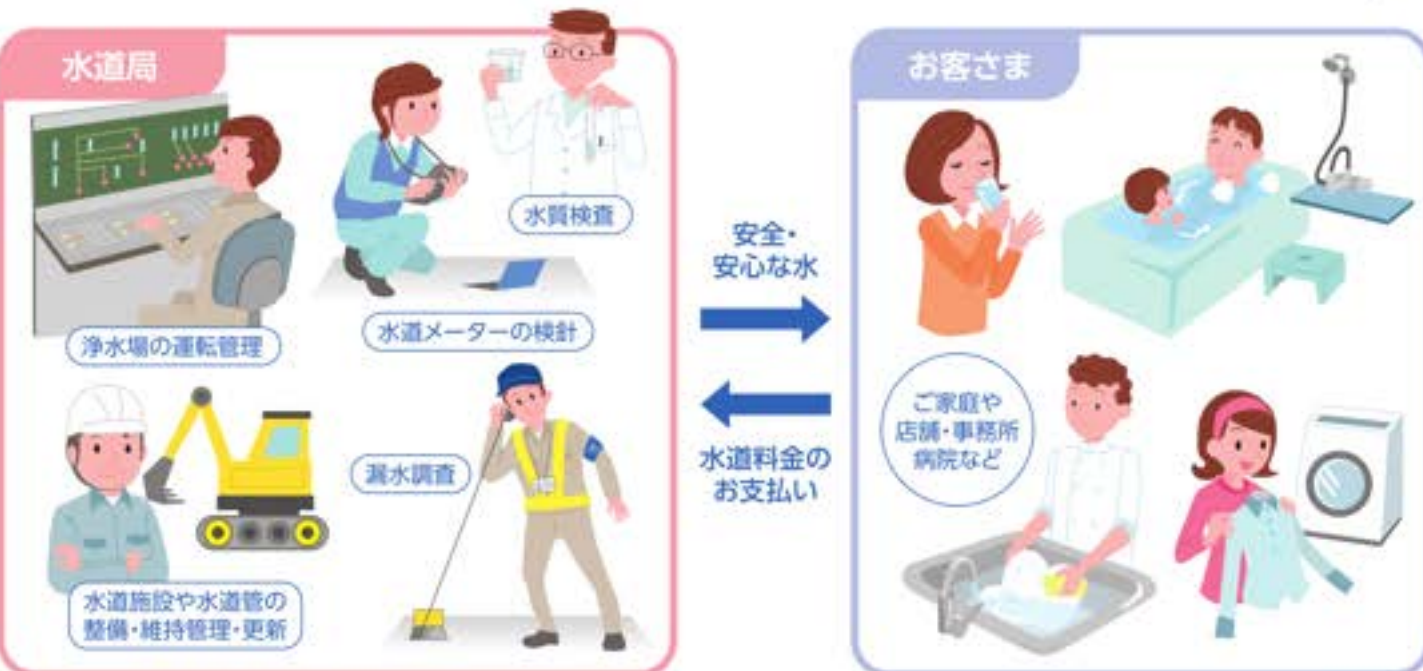 水道局
水質検査
浄水場の運転管理
水道メーターの検針
漏水調査
水道施設や水道管の
整備・維持管理・更新
安全・
安心な水
水道料金の
お支払い
お客さま
ご家庭や
店舗・事務所
病院など